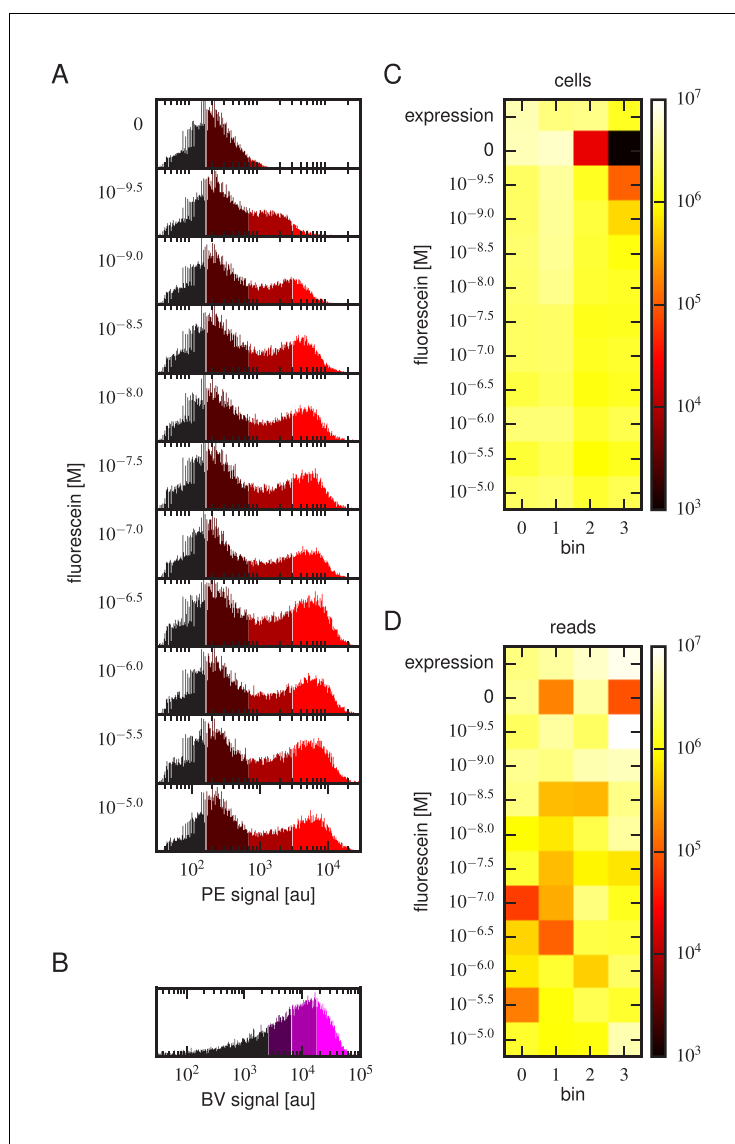 A
0
10^−9.5
10^−9.0
10^−8.5
10^−8.0
10^−7.5
10^−7.0
10^−6.5
10^−6.0
10^−5.5
10^−5.0
fluorescein [M]
10^2 10^3 10^4
PE signal [au]
B
10^2 10^3 10^4 10^5
BV signal [au]
C
cells
expression
0
10^−9.5
10^−9.0
10^−8.5
10^−8.0
10^−7.5
10^−7.0
10^−6.5
10^−6.0
10^−5.5
10^−5.0
fluorescein [M]
0 1 2 3
bin
10^7
10^6
10^5
10^4
10^3
D
reads
expression
0
10^−9.5
10^−9.0
10^−8.5
10^−8.0
10^−7.5
10^−7.0
10^−6.5
10^−6.0
10^−5.5
10^−5.0
fluorescein [M]
0 1 2 3
bin
10^7
10^6
10^5
10^4
10^3